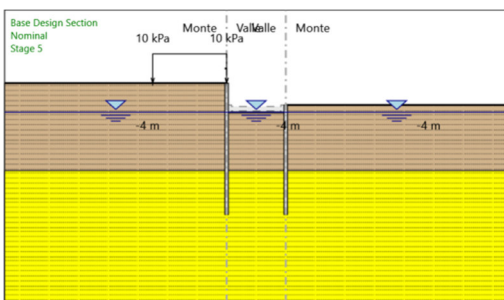 Base Design Section
Nominal
Stage 5
Monte
Valle
Valle
Monte
10 kPa
10 kPa
-4 m
-4 m
-4 m